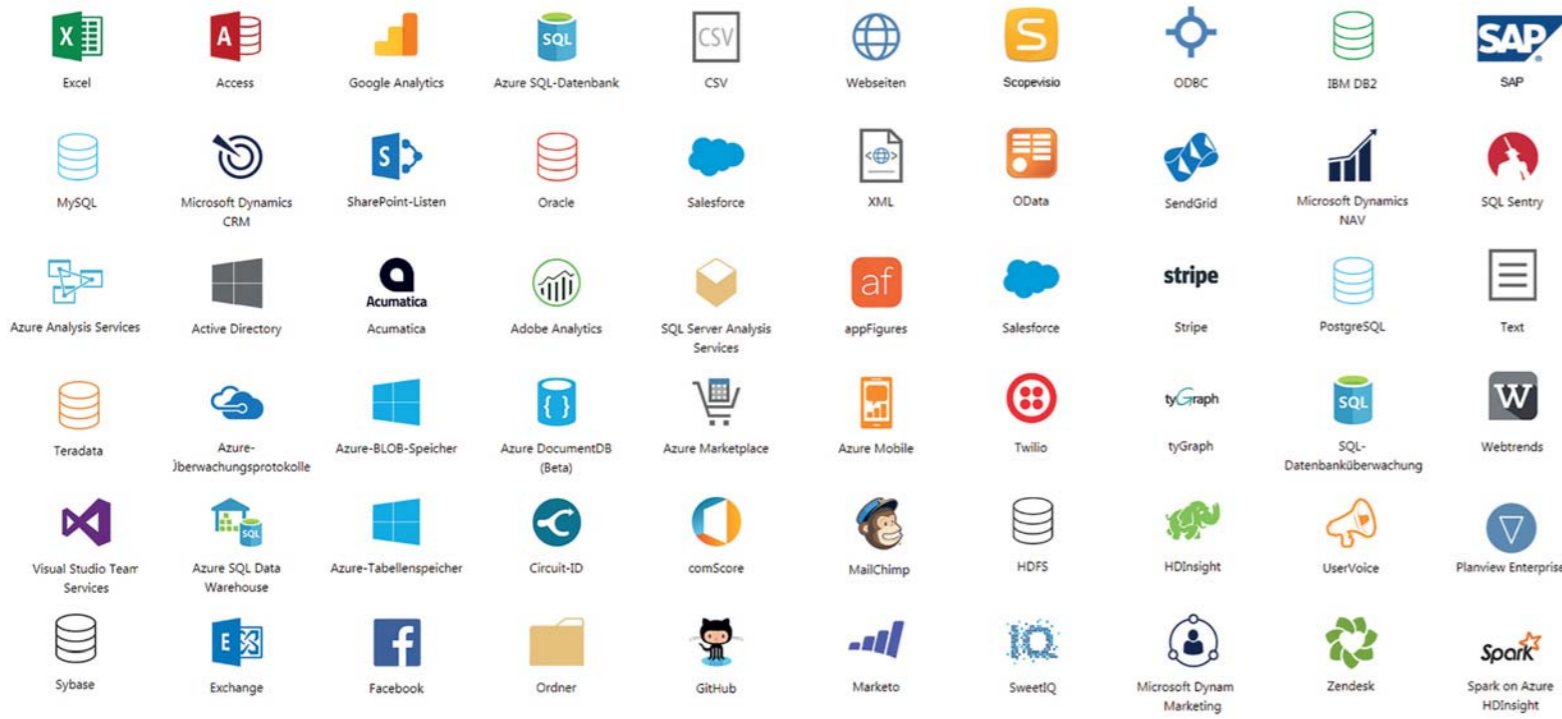 X
A
SQL
CSV
S
SAP
Excel
Access
Google Analytics
Azure SQL-Datenbank
CSV
Webseiten
Scopevisio
ODBC
IBM DB2
SAP
S
<>
MySQL
Microsoft Dynamics
CRM
SharePoint-Listen
Oracle
Salesforce
XML
OData
SendGrid
Microsoft Dynamics
NAV
SQL Sentry
Acumatica
af
stripe
Azure Analysis Services
Active Directory
Acumatica
Adobe Analytics
SQL Server Analysis
Services
appFigures
Salesforce
Stripe
PostgreSQL
Text
{ }
tyGraph
SQL
W
Teradata
Azure-
Überwachungsprotokolle
Azure-BLOB-Speicher
Azure DocumentDB
(Beta)
Azure Marketplace
Azure Mobile
Twilio
tyGraph
SQL-
Datenbanküberwachung
Webtrends
SQL
Visual Studio Team
Services
Azure SQL Data
Warehouse
Azure-Tabellenspeicher
Circuit-ID
comScore
MailChimp
HDFS
HDInsight
UserVoice
Planview Enterprise
E
f
IQ
Spark
Sybase
Exchange
Facebook
Ordner
GitHub
Marketo
SweetIQ
Microsoft Dynam
Marketing
Zendesk
Spark on Azure
HDInsight